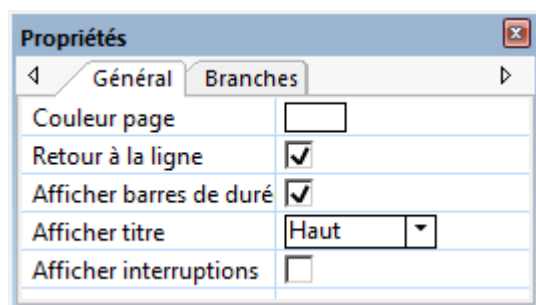 Propriétés
Général Branches
Couleur page
Retour à la ligne
Afficher barres de duré
Afficher titre Haut
Afficher interruptions